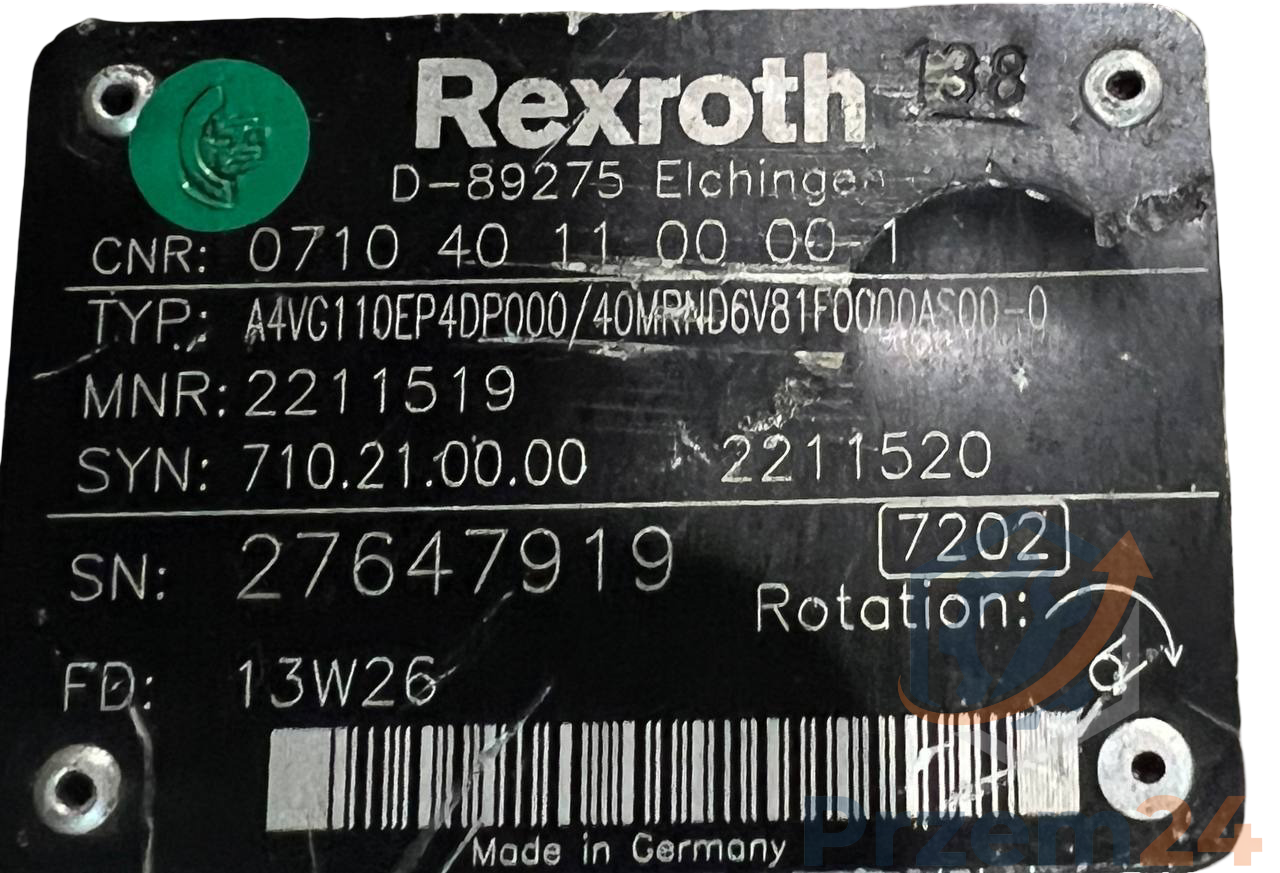 Rexroth 138
D-89275 Elchingen
CNR: 0710 40 11 00 00-1
TYP: A4VG110EP4DP000/40MRND6V81F0000AS00-0
MNR: 2211519
SYN: 710.21.00.00 2211520
SN: 27647919 7202
Rotation:
FD: 13W26
Made in Germany
Przem24